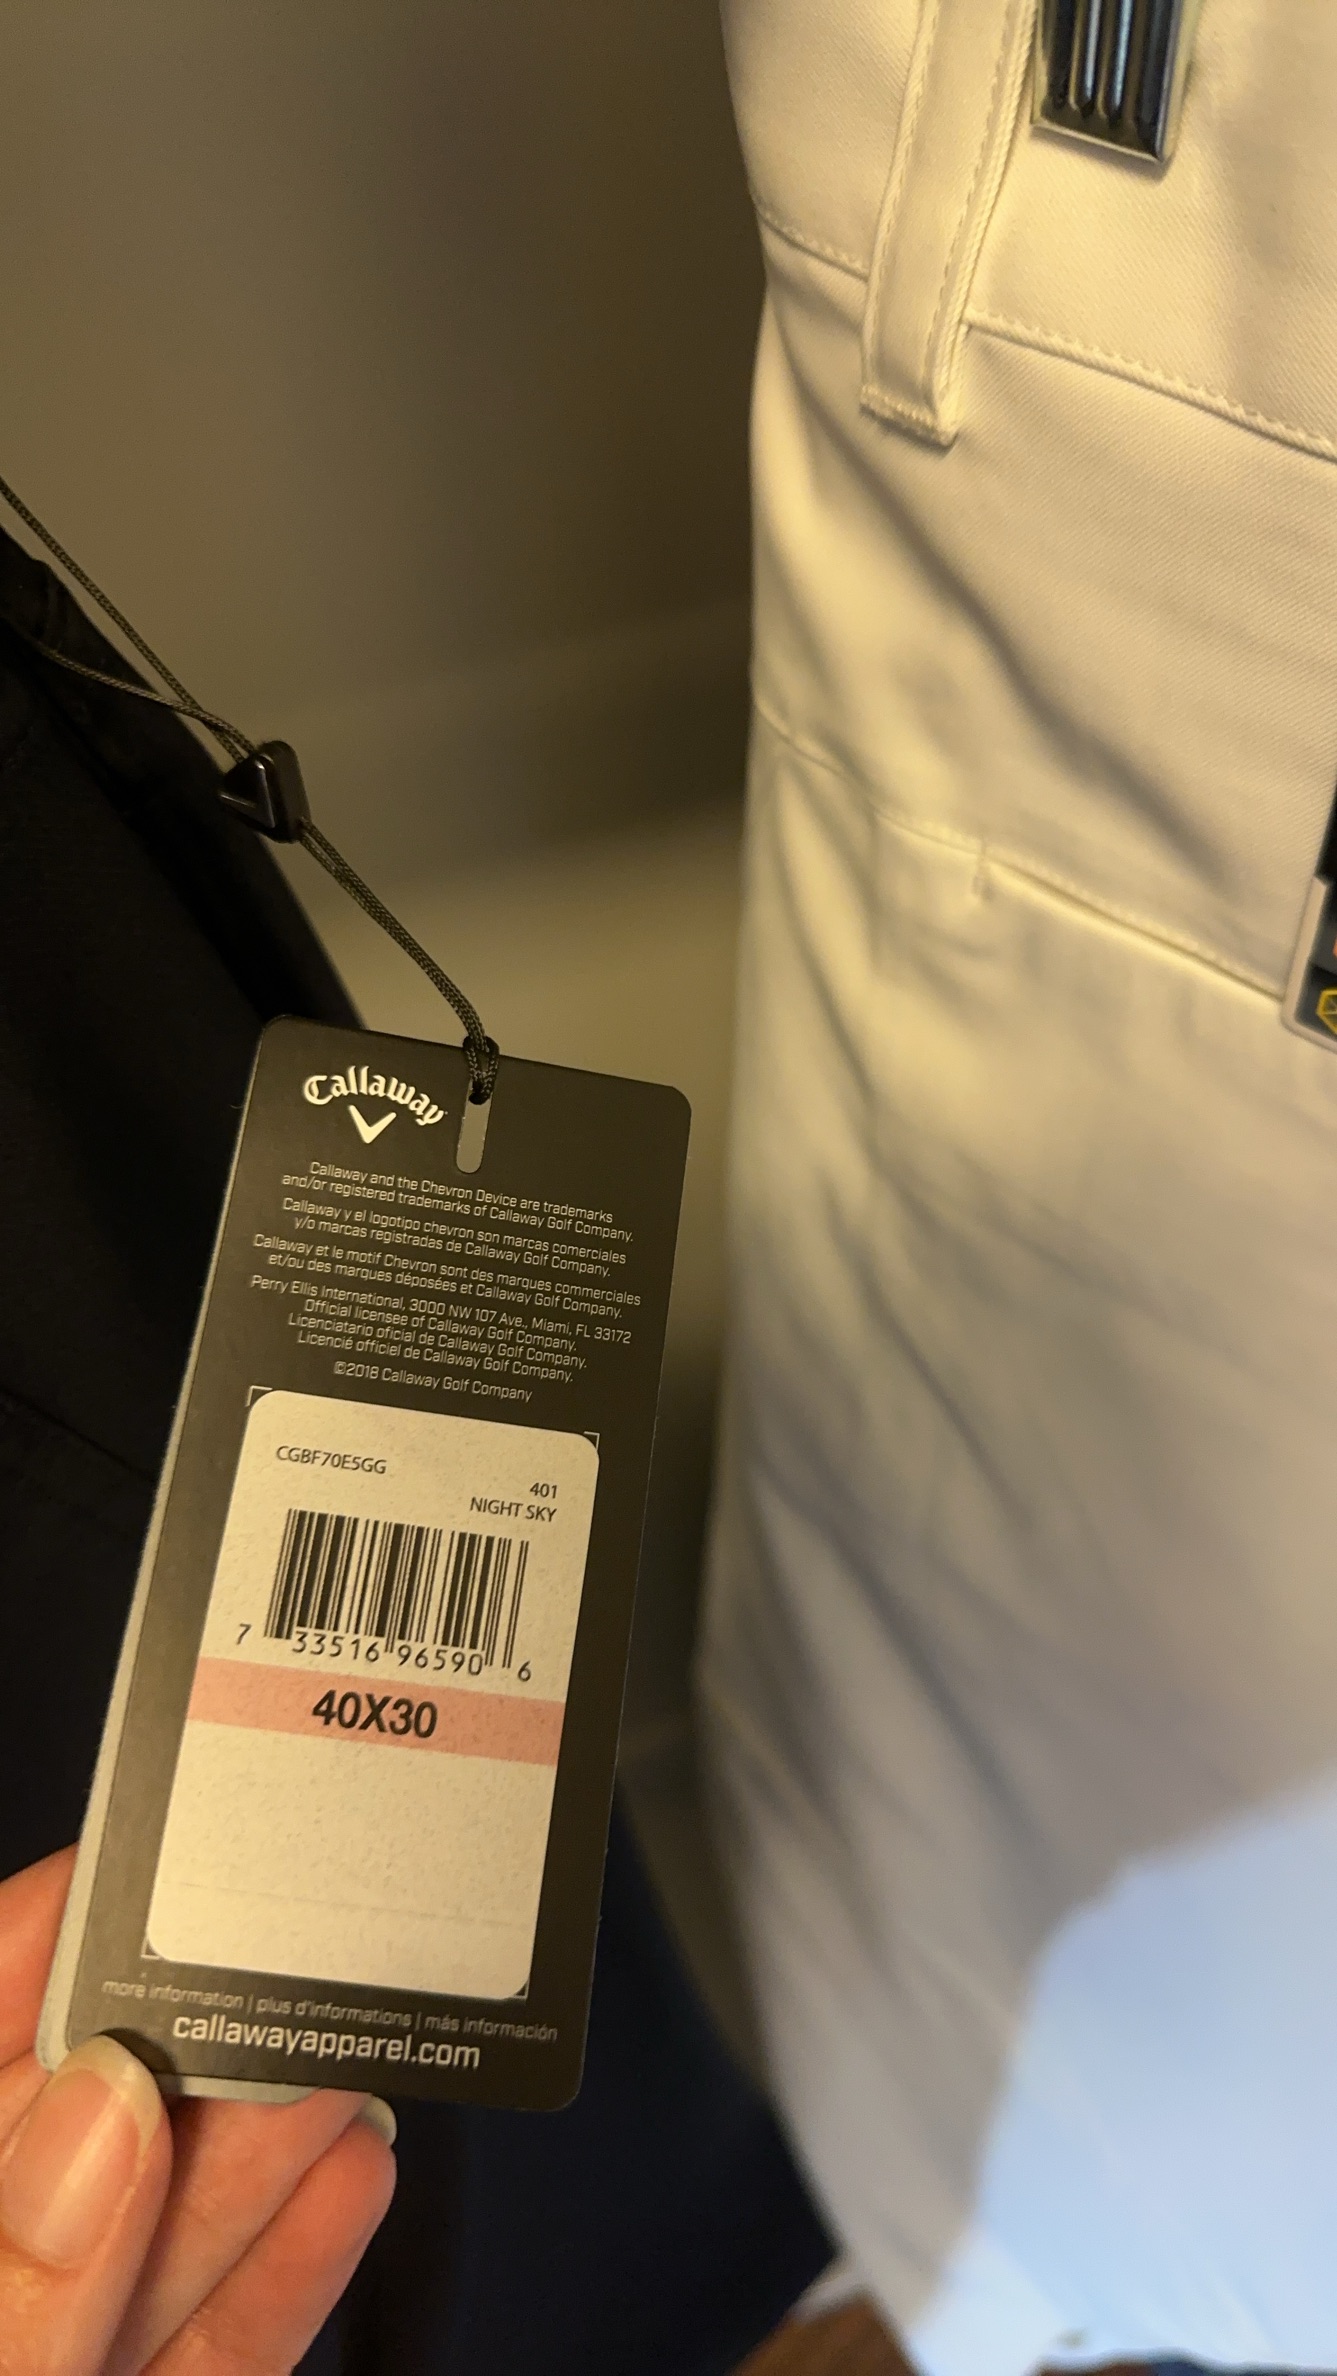 Callaway
Callaway and the Chevron Device are trademarks
and/or registered trademarks of Callaway Golf Company.
Callaway y el logotipo chevron son marcas comerciales
y/o marcas registradas de Callaway Golf Company.
Callaway et le motif Chevron sont des marques commerciales
et/ou des marques déposées et Callaway Golf Company.
Perry Ellis International, 3000 NW 107 Ave., Miami, FL 33172
Official licensee of Callaway Golf Company.
Licenciatario oficial de Callaway Golf Company.
Licencié officiel de Callaway Golf Company.
©2018 Callaway Golf Company
CGBF70E5GG
401
NIGHT SKY
7 33516 96590 6
40X30
more information | plus d'informations | más información
callawayapparel.com